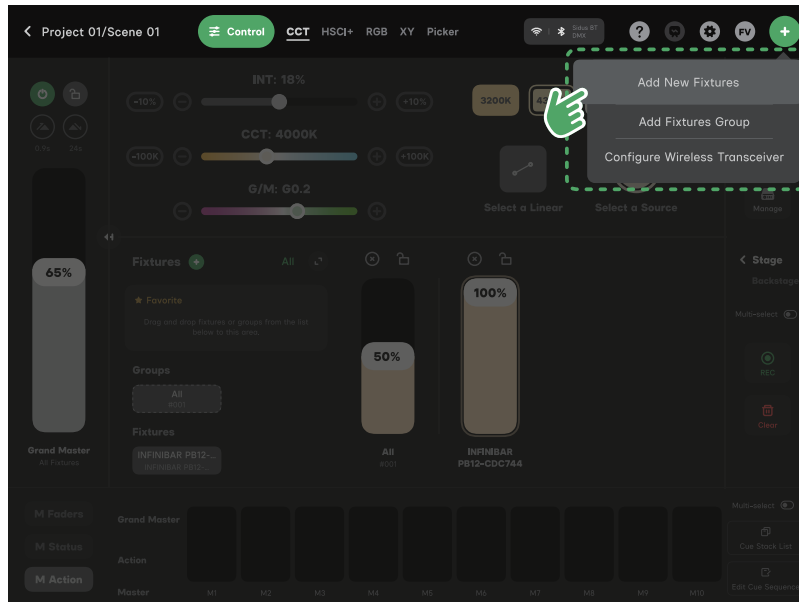 Project 01/Scene 01
Control
CCT
HSCI+
RGB
XY
Picker
Sidus BT
DMX
?
FV
Add New Fixtures
Add Fixtures Group
Configure Wireless Transceiver
INT: 18%
-10%
+10%
3200K
CCT: 4000K
-100K
+100K
G/M: G0.2
0.9s
24s
Select a Linear
Select a Source
Manage
65%
Grand Master
All Fixtures
Fixtures
All
Favorite
Drag and drop fixtures or groups from the list
below to this area.
Groups
All
#001
Fixtures
INFINIBAR PB12-...
INFINIBAR PB12-...
50%
All
#001
100%
INFINIBAR
PB12-CDC744
Stage
Backstage
Multi-select
REC
Clear
M Faders
M Status
M Action
Grand Master
Action
Master
M1
M2
M3
M4
M5
M6
M7
M8
M9
M10
Multi-select
Cue Stack List
Edit Cue Sequence